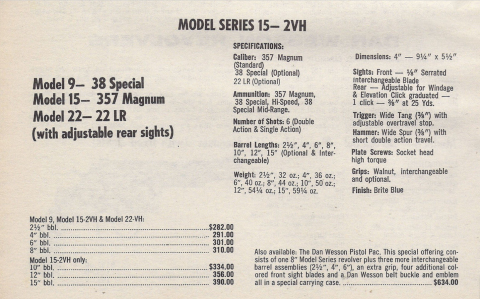 MODEL SERIES 15— 2VH
Model 9— 38 Special
Model 15— 357 Magnum
Model 22— 22 LR
(with adjustable rear sights)
SPECIFICATIONS:
Caliber: 357 Magnum
(Standard)
38 Special (Optional)
22 LR (Optional)
Ammunition: 357 Magnum,
38 Special, Hi-Speed, 38
Special Mid-Range.
Number of Shots: 6 (Double
Action & Single Action)
Barrel Lengths: 2½", 4", 6", 8",
10", 12", 15" (Optional & Inter-
changeable)
Weight: 2½", 32 oz.; 4", 36 oz.;
6", 40 oz.; 8", 44 oz.; 10", 50 oz.;
12", 54¼ oz.; 15", 59¼ oz.
Dimensions: 4" — 9¼" x 5½"
Sights: Front — ⅛" Serrated
Interchangeable Blade
Rear — Adjustable for Windage
& Elevation Click graduated —
1 click — ⅜" at 25 Yds.
Trigger: Wide Tang (⅜") with
adjustable overtravel stop.
Hammer: Wide Spur (⅜") with
short double action travel.
Plate Screws: Socket head
high torque
Grips: Walnut, interchangeable
and optional.
Finish: Brite Blue
Model 9, Model 15-2VH & Model 22-VH:
2½" bbl. $282.00
4" bbl. 291.00
6" bbl. 301.00
8" bbl. 310.00
Model 15-2VH only:
10" bbl. $334.00
12" bbl. 356.00
15" bbl. 390.00
Also available: The Dan Wesson Pistol Pac. This special offering con-
sists of one 8" Model Series revolver plus three more interchangeable
barrel assemblies (2½", 4", 6"), an extra grip, four additional col-
ored front sight blades and a Dan Wesson belt buckle and emblem
all in a special carrying case. $634.00